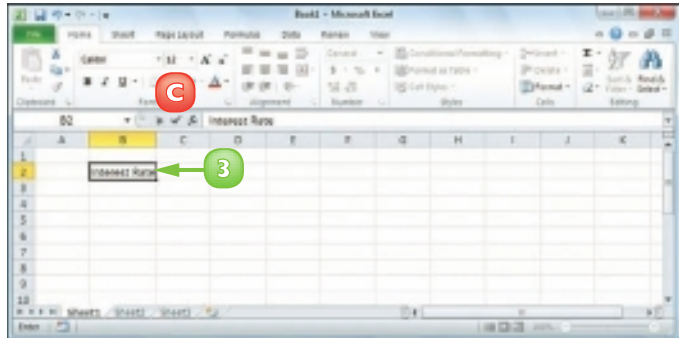 Book1 - Microsoft Excel
File Home Insert Page Layout Formulas Data Review View
Calibri 11 A A General Conditional Formatting Insert Σ
Paste B I U A $ % , Format as Table Delete Sort & Find &
Cell Styles Format Filter Select
Clipboard Font Alignment Number Styles Cells Editing
C
B2 Interest Rate
A B C D E F G H I J K
1
2 Interest Rate 3
3
4
5
6
7
8
9
10
Sheet1 Sheet2 Sheet3
Enter 100%